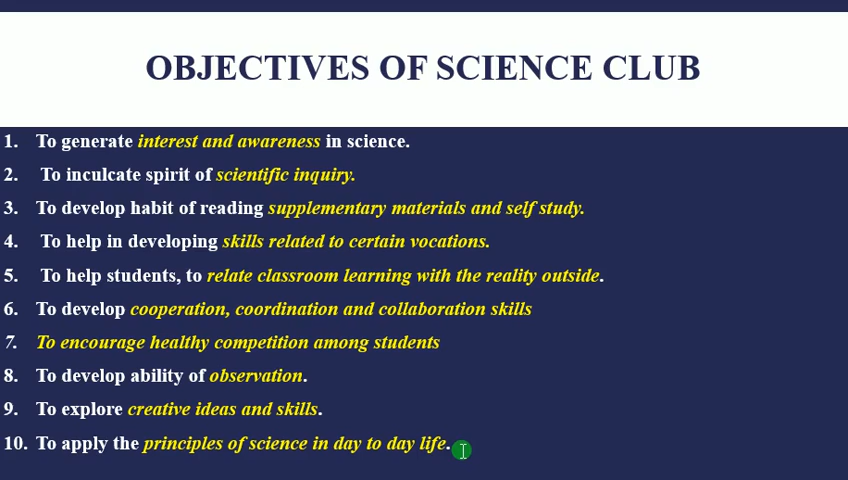 OBJECTIVES OF SCIENCE CLUB
1. To generate interest and awareness in science.
2. To inculcate spirit of scientific inquiry.
3. To develop habit of reading supplementary materials and self study.
4. To help in developing skills related to certain vocations.
5. To help students, to relate classroom learning with the reality outside.
6. To develop cooperation, coordination and collaboration skills
7. To encourage healthy competition among students
8. To develop ability of observation.
9. To explore creative ideas and skills.
10. To apply the principles of science in day to day life.